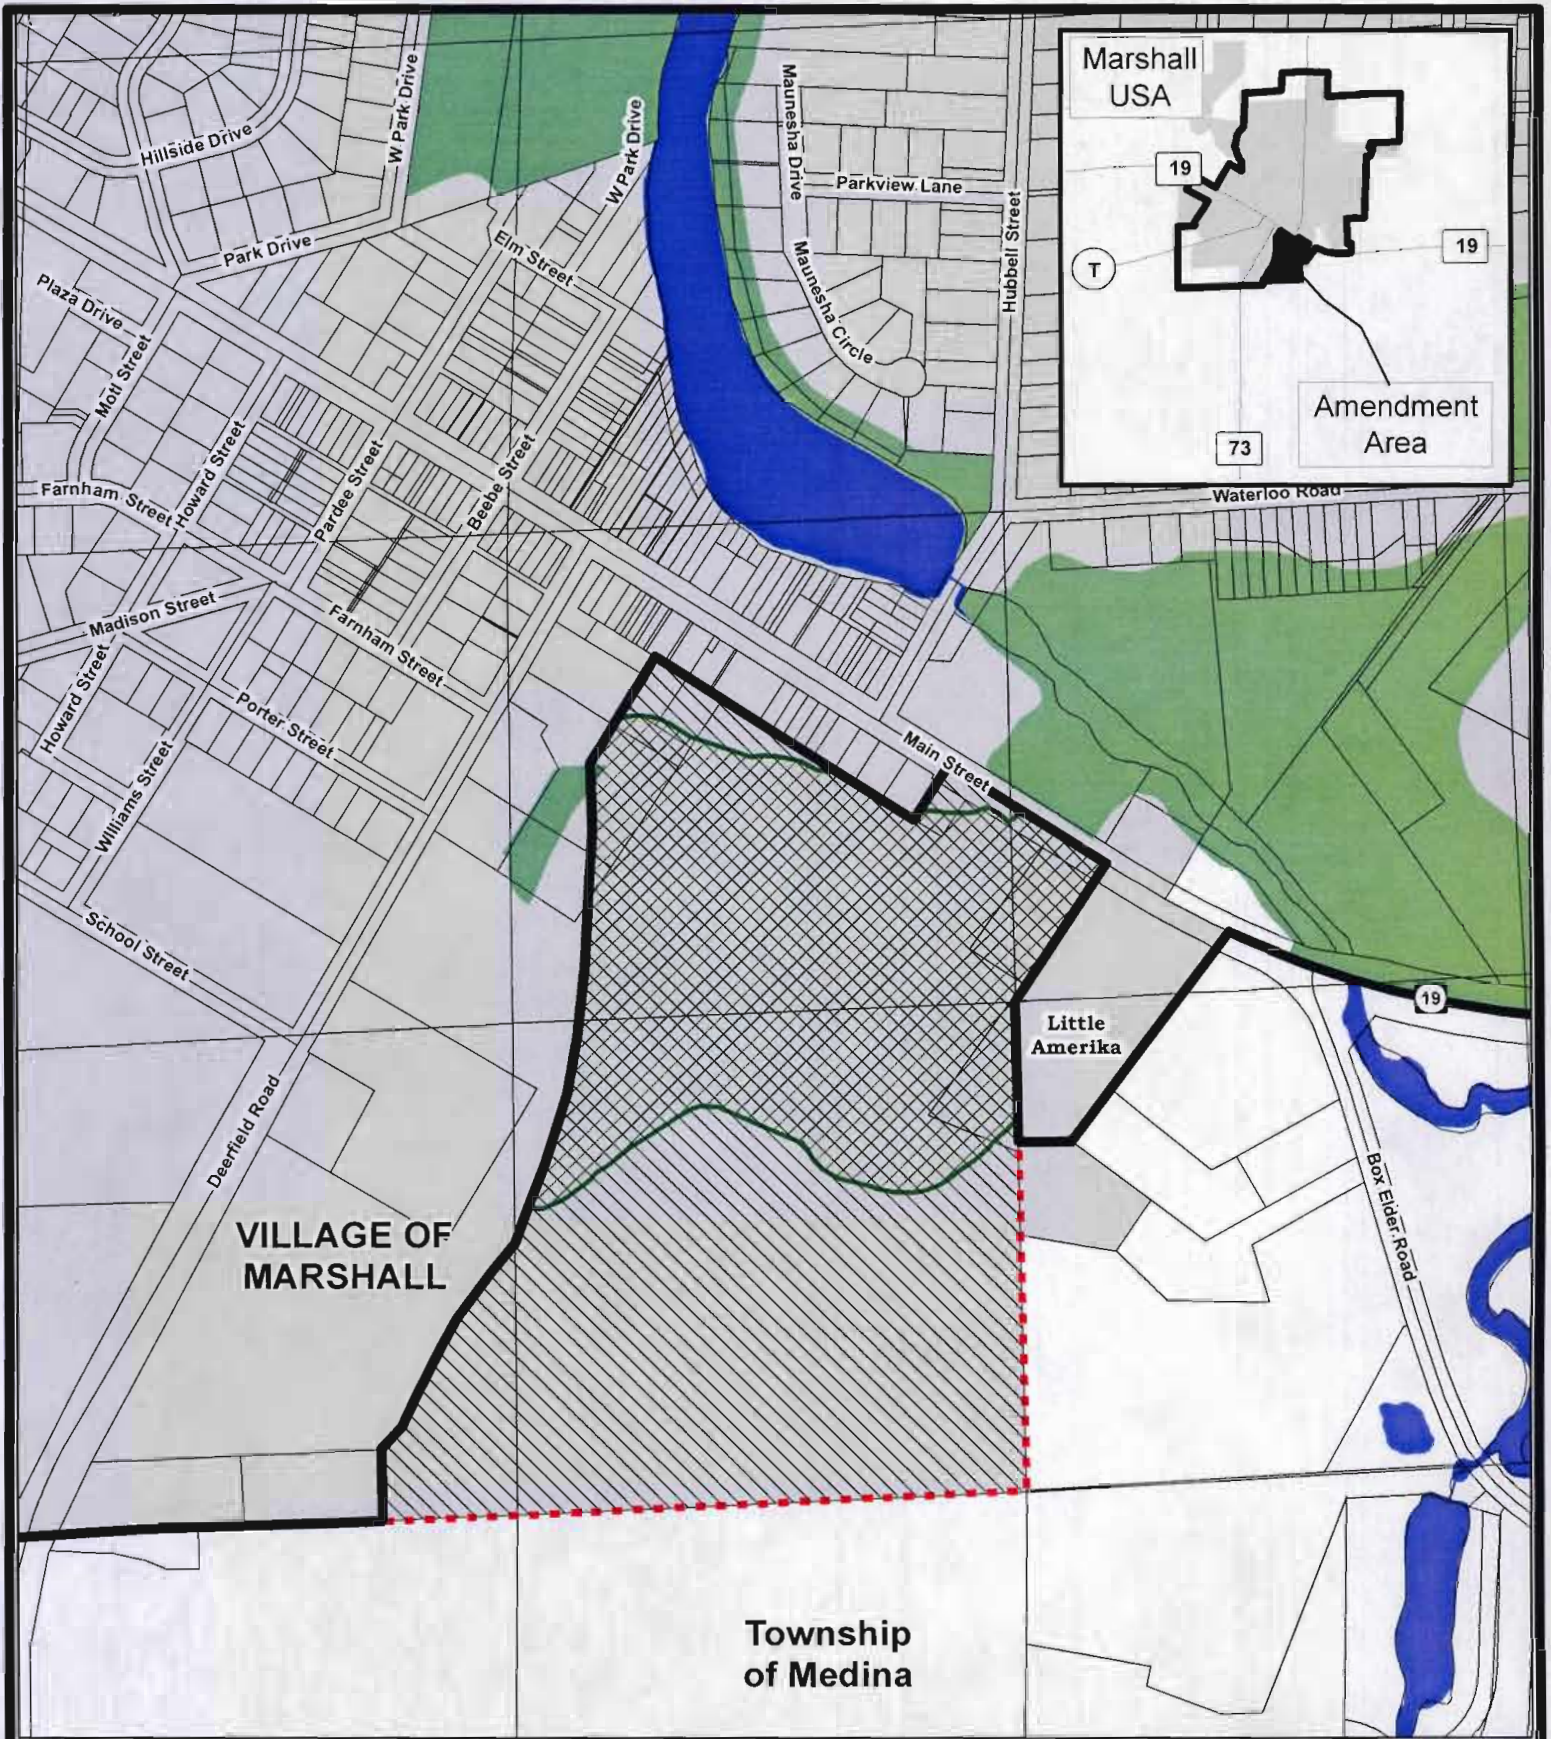 Marshall
USA
19
T
19
73
Amendment
Area
W Park Drive
Hillside Drive
W Park Drive
Maunesha Drive
Parkview Lane
Hubbell Street
Park Drive
Elm Street
Maunesha Circle
Plaza Drive
Motl Street
Howard Street
Pardee Street
Beebe Street
Farnham Street
Waterloo Road
Madison Street
Farnham Street
Howard Street
Porter Street
Williams Street
Main Street
School Street
19
Little
Amerika
Deerfield Road
Box Elder Road
VILLAGE OF
MARSHALL
Township
of Medina